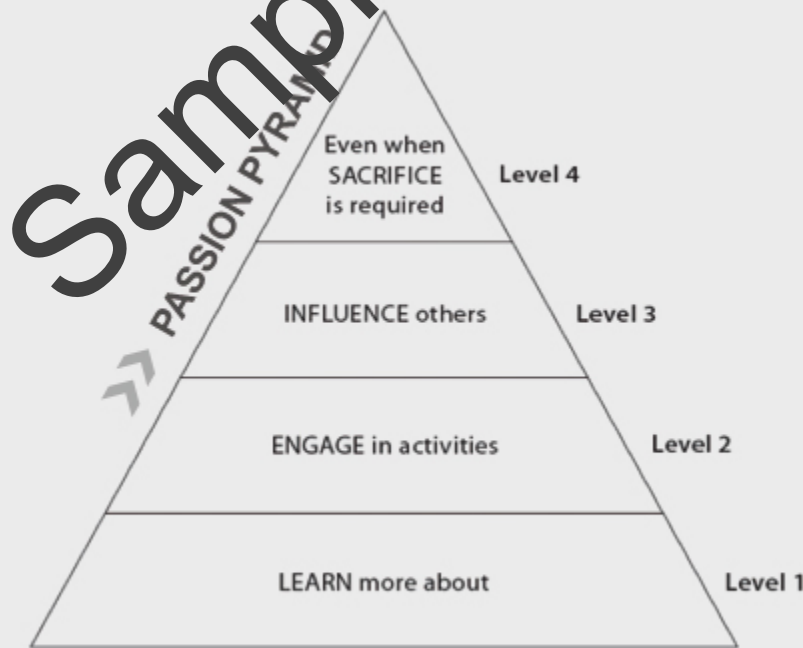 PASSION PYRAMID
Even when
SACRIFICE
is required
Level 4
INFLUENCE others
Level 3
ENGAGE in activities
Level 2
LEARN more about
Level 1